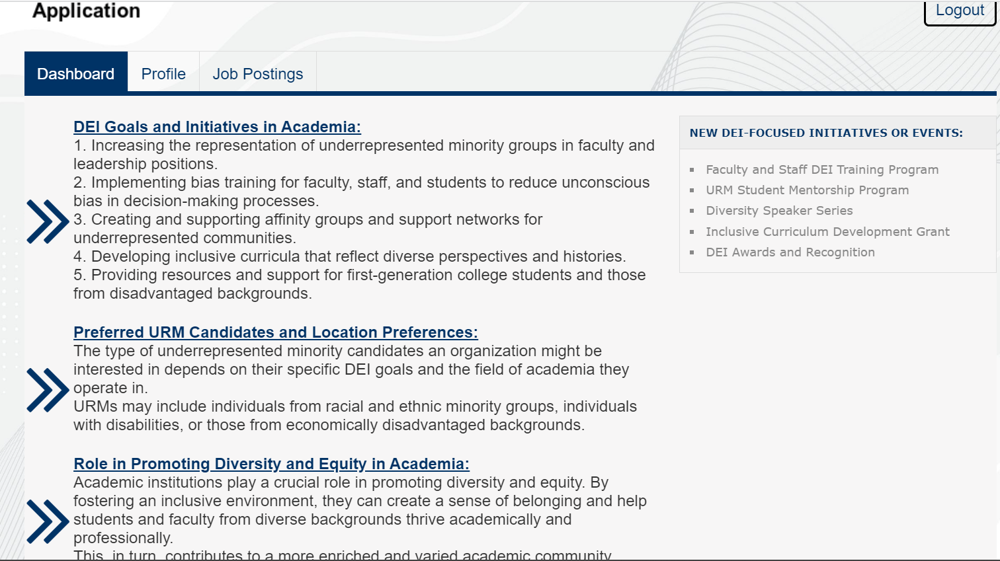 Application
Logout
Dashboard
Profile
Job Postings
DEI Goals and Initiatives in Academia:
1. Increasing the representation of underrepresented minority groups in faculty and
leadership positions.
2. Implementing bias training for faculty, staff, and students to reduce unconscious
bias in decision-making processes.
3. Creating and supporting affinity groups and support networks for
underrepresented communities.
4. Developing inclusive curricula that reflect diverse perspectives and histories.
5. Providing resources and support for first-generation college students and those
from disadvantaged backgrounds.
Preferred URM Candidates and Location Preferences:
The type of underrepresented minority candidates an organization might be
interested in depends on their specific DEI goals and the field of academia they
operate in.
URMs may include individuals from racial and ethnic minority groups, individuals
with disabilities, or those from economically disadvantaged backgrounds.
Role in Promoting Diversity and Equity in Academia:
Academic institutions play a crucial role in promoting diversity and equity. By
fostering an inclusive environment, they can create a sense of belonging and help
students and faculty from diverse backgrounds thrive academically and
professionally.
This, in turn, contributes to a more enriched and varied academic community
NEW DEI-FOCUSED INITIATIVES OR EVENTS:
Faculty and Staff DEI Training Program
URM Student Mentorship Program
Diversity Speaker Series
Inclusive Curriculum Development Grant
DEI Awards and Recognition